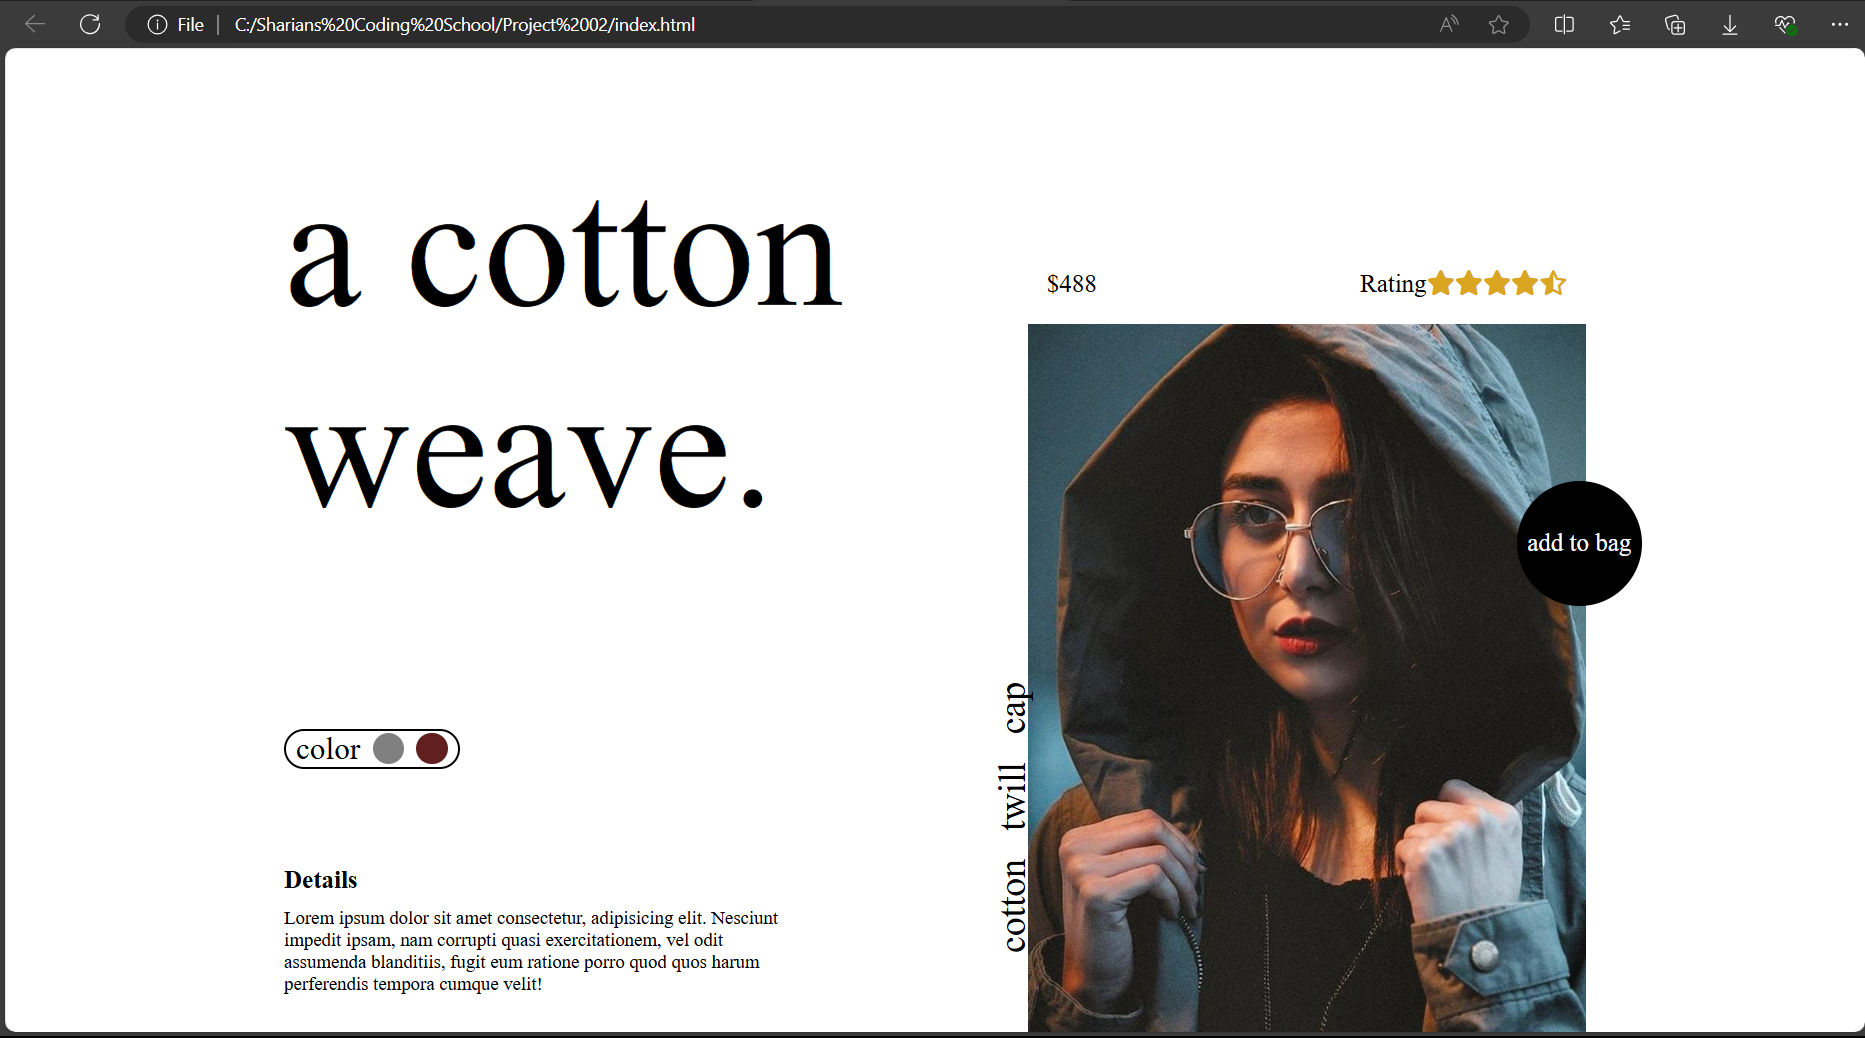 File
C:/Sharians%20Coding%20School/Project%2002/index.html
a cotton
weave.
$488
Rating
add to bag
cotton twill cap
color
Details
Lorem ipsum dolor sit amet consectetur, adipisicing elit. Nesciunt
impedit ipsam, nam corrupti quasi exercitationem, vel odit
assumenda blanditiis, fugit eum ratione porro quod quos harum
perferendis tempora cumque velit!